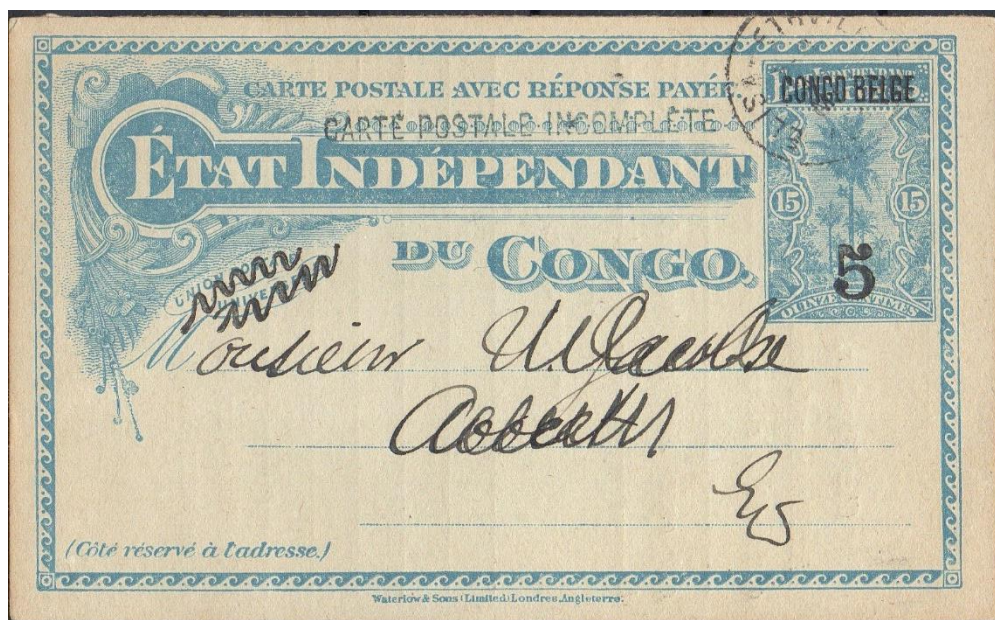 CARTE POSTALE AVEC RÉPONSE PAYÉE
CARTE POSTALE INCOMPLÈTE
CONGO BELGE
ÉTAT INDÉPENDANT
DU CONGO.
15 15
5
QUINZE CENTIMES
UNION
Monsieur
(Côté réservé à l'adresse.)
Waterlow & Sons (Limited) Londres, Angleterre.